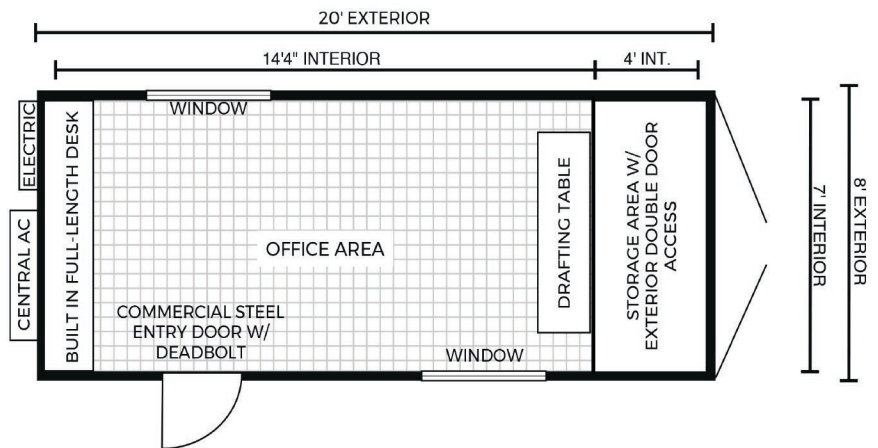 20' EXTERIOR
14'4" INTERIOR
4' INT.
ELECTRIC
CENTRAL AC
BUILT IN FULL-LENGTH DESK
WINDOW
OFFICE AREA
COMMERCIAL STEEL
ENTRY DOOR W/
DEADBOLT
WINDOW
DRAFTING TABLE
STORAGE AREA W/
EXTERIOR DOUBLE DOOR
ACCESS
7' INTERIOR
8' EXTERIOR